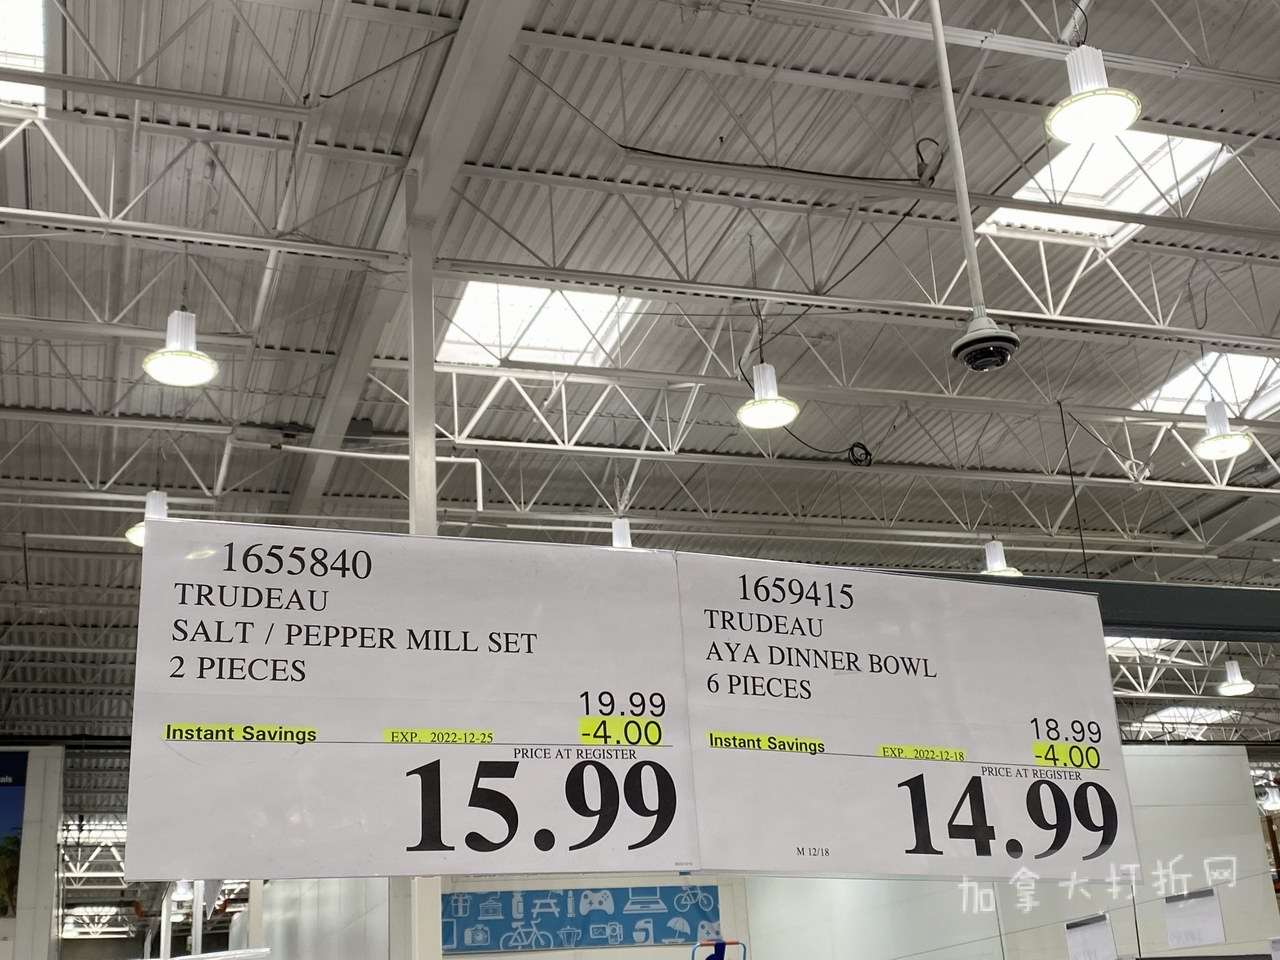 1655840
TRUDEAU
SALT / PEPPER MILL SET
2 PIECES
19.99
Instant Savings EXP. 2022-12-25 -4.00
PRICE AT REGISTER
15.99
1659415
TRUDEAU
AYA DINNER BOWL
6 PIECES
18.99
Instant Savings EXP. 2022-12-18 -4.00
PRICE AT REGISTER
14.99
M 12/18
加拿大打折网